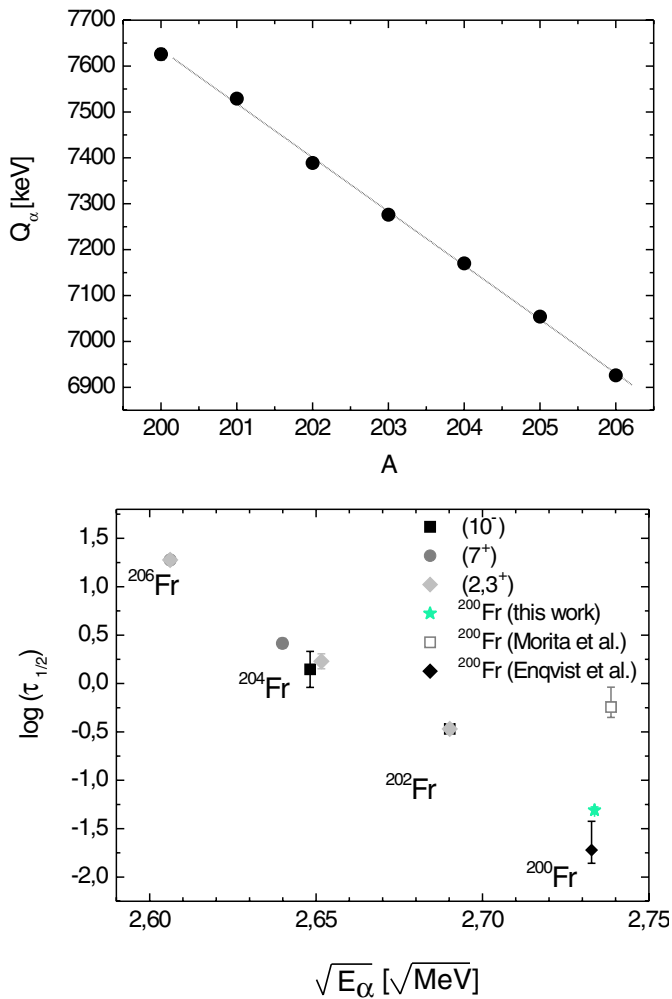 7700
7600
7500
7400
7300
7200
7100
7000
6900
Qα [keV]
200 201 202 203 204 205 206
A
1,5
1,0
0,5
0,0
-0,5
-1,0
-1,5
-2,0
log (τ1/2)
(10-)
(7+)
(2,3+)
200Fr (this work)
200Fr (Morita et al.)
200Fr (Enqvist et al.)
206Fr
204Fr
202Fr
200Fr
2,60 2,65 2,70 2,75
√Eα [√MeV]